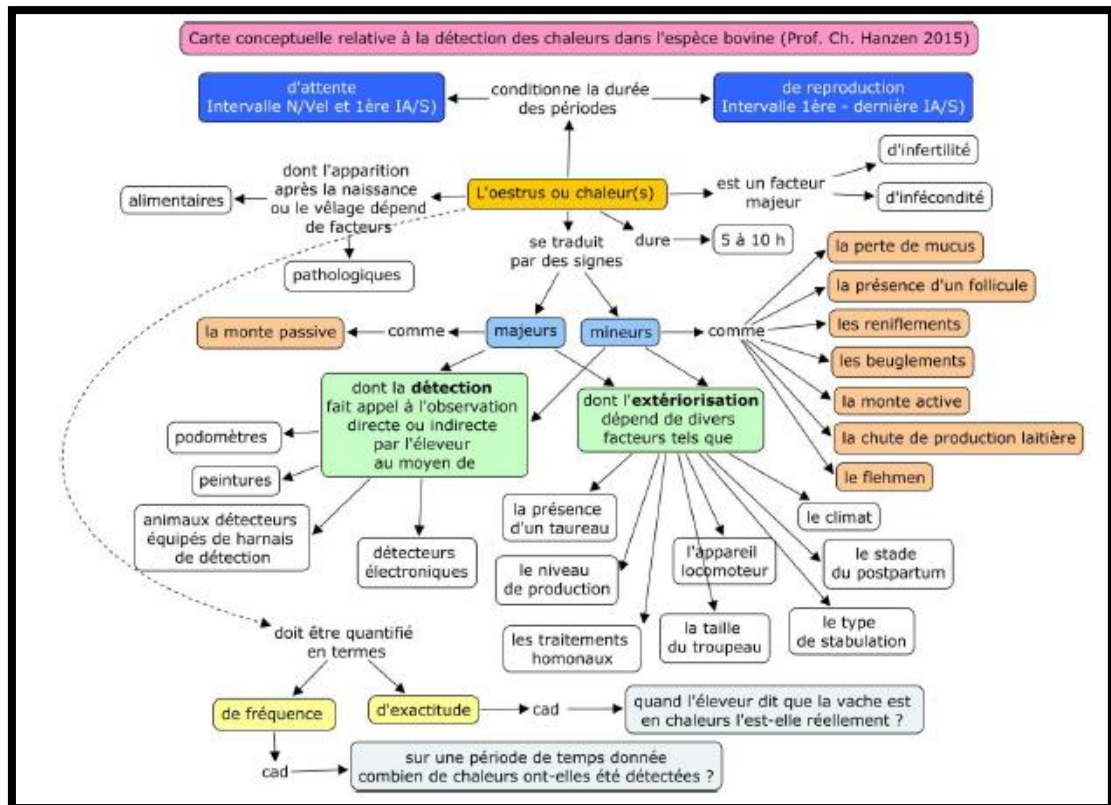 Carte conceptuelle relative à la détection des chaleurs dans l'espèce bovine (Prof. Ch. Hanzen 2015)
d'attente
Intervalle N/Vel et 1ère IA/S)
conditionne la durée
des périodes
de reproduction
Intervalle 1ère - dernière IA/S)
alimentaires
dont l'apparition
après la naissance
ou le vêlage dépend
de facteurs
pathologiques
L'oestrus ou chaleur(s)
est un facteur
majeur
d'infertilité
d'infécondité
se traduit
par des signes
dure
5 à 10 h
la monte passive
comme
majeurs
mineurs
comme
la perte de mucus
la présence d'un follicule
les reniflements
les beuglements
la monte active
la chute de production laitière
le flehmen
dont la détection
fait appel à l'observation
directe ou indirecte
par l'éleveur
au moyen de
podomètres
peintures
animaux détecteurs
équipés de harnais
de détection
détecteurs
électroniques
dont l'extériorisation
dépend de divers
facteurs tels que
la présence
d'un taureau
le niveau
de production
les traitements
homonaux
l'appareil
locomoteur
la taille
du troupeau
le climat
le stade
du postpartum
le type
de stabulation
doit être quantifié
en termes
de fréquence
d'exactitude
cad
quand l'éleveur dit que la vache est
en chaleurs l'est-elle réellement ?
cad
sur une période de temps donnée
combien de chaleurs ont-elles été détectées ?